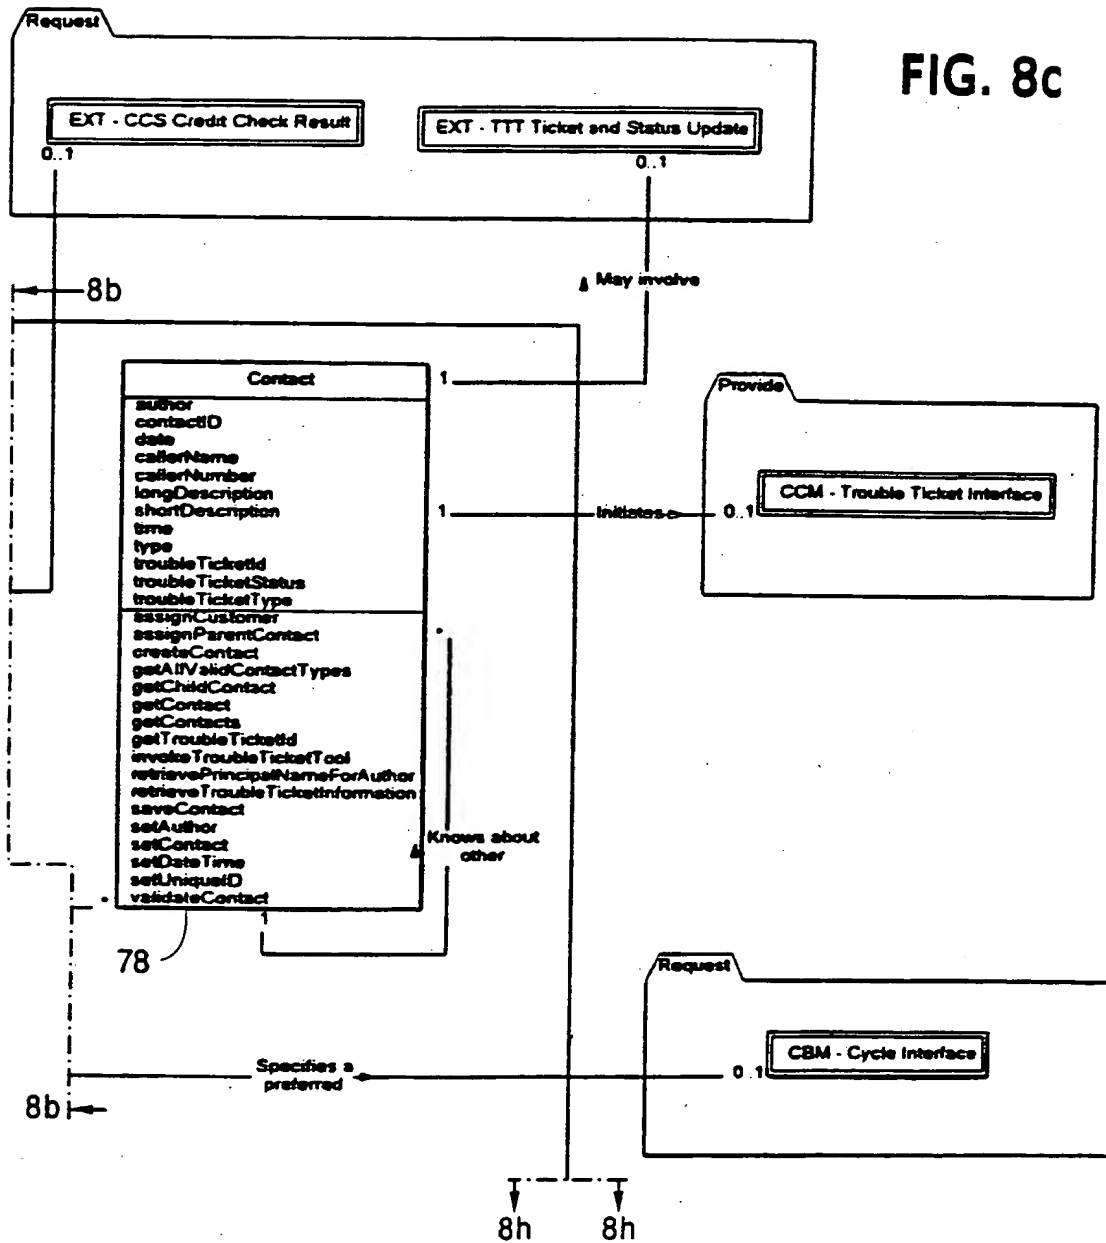 Request
FIG. 8c
EXT - CCS Credit Check Result
EXT - TTT Ticket and Status Update
0..1
0..1
May involve
8b
Contact
1
author
contactID
date
callerName
callerNumber
longDescription
shortDescription
time
type
troubleTicketId
troubleTicketStatus
troubleTicketType
Provide
CCM - Trouble Ticket Interface
1
Initiates
0..1
assignCustomer
assignParentContact
createContact
getAllValidContactTypes
getChildContact
getContact
getContacts
getTroubleTicketId
invokeTroubleTicketTool
retrievePrincipalNameForAuthor
retrieveTroubleTicketInformation
saveContact
setAuthor
setContact
setDateTime
setUniqueID
validateContact
*
Knows about
other
*
1
78
Request
CBM - Cycle Interface
Specifies a
preferred
0..1
8b
8h
8h